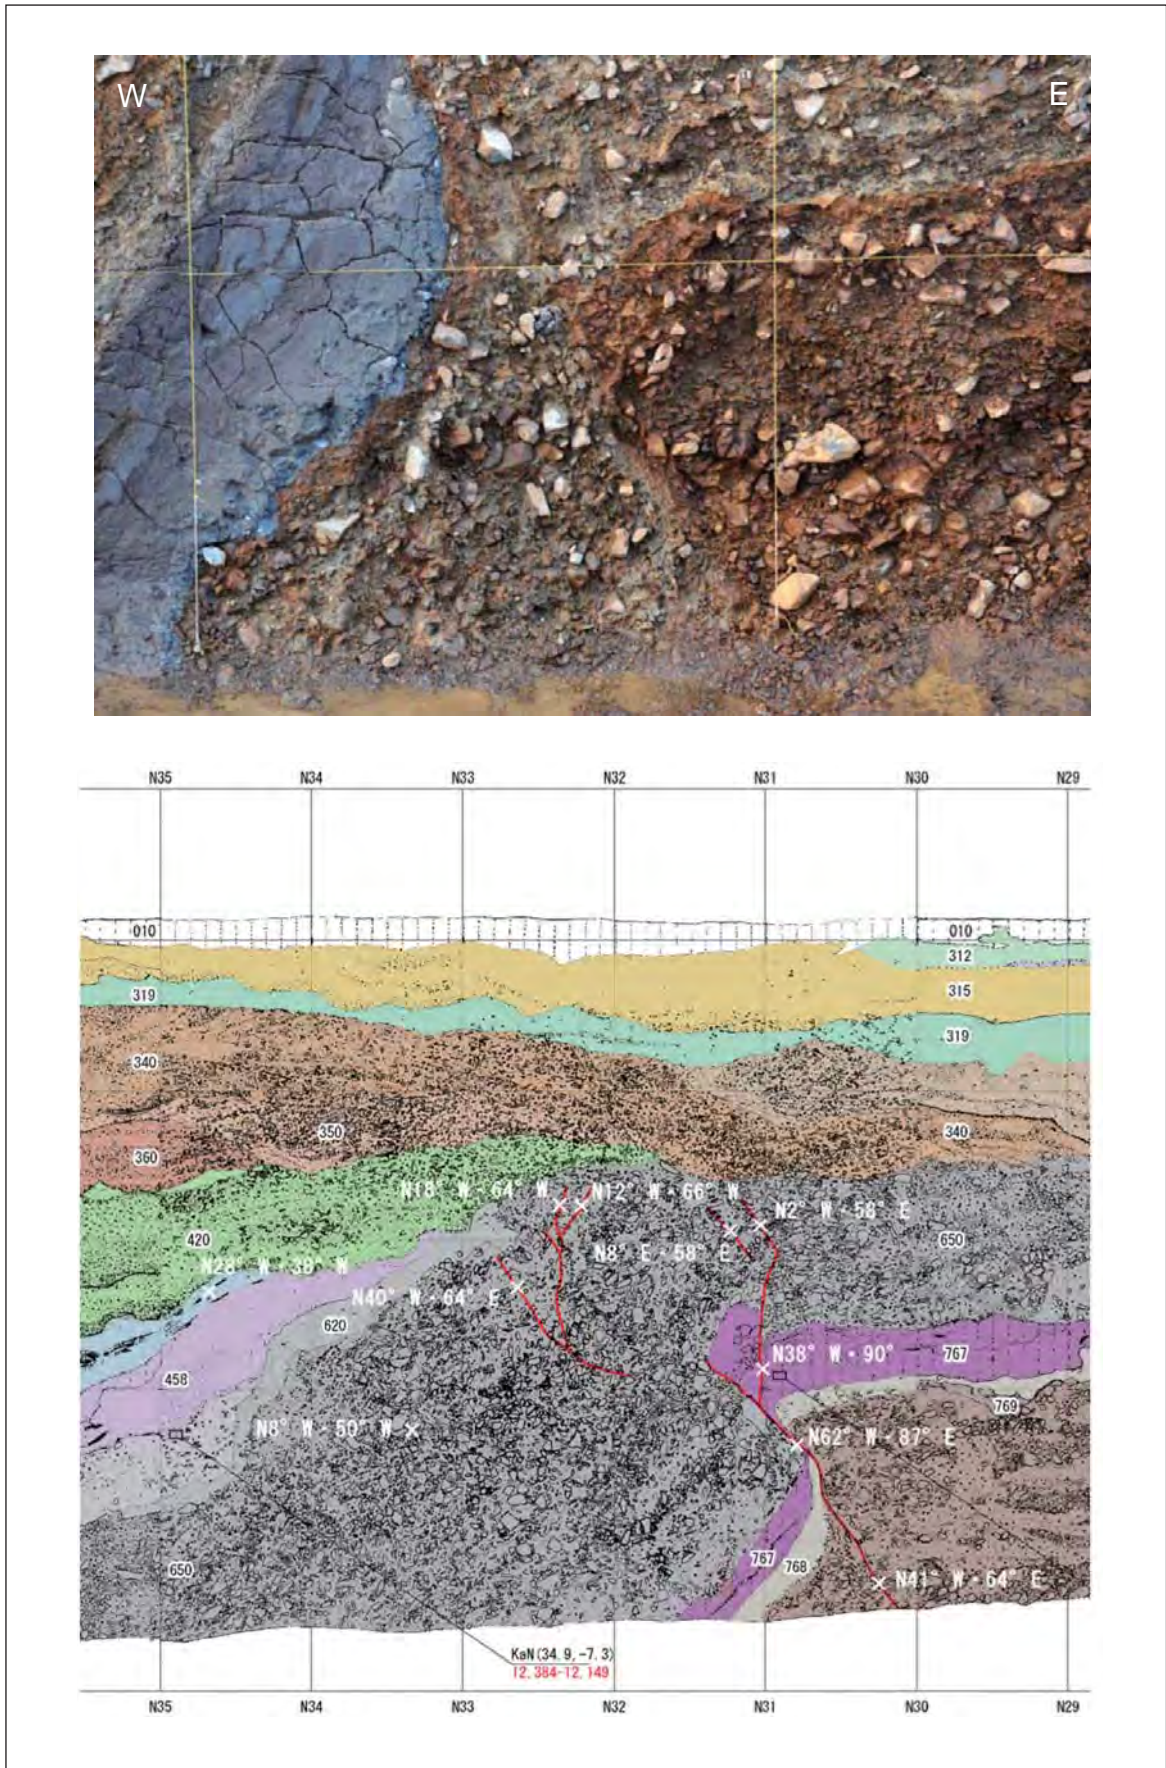 W E
N35 N34 N33 N32 N31 N30 N29
010 010
312
319 315
319
340
350 340
360
N18° W・64° W N12° W・66° W
N2° W・58° E
420 N8° E・58° E 650
N28° W・38° W
N40° W・64° E
620
N38° W・90° 767
458
769
N8° W・50° W
N62° W・87° E
767 768
650 N41° W・64° E
KaN(34.9,-7.3)
12,384-12,149
N35 N34 N33 N32 N31 N30 N29